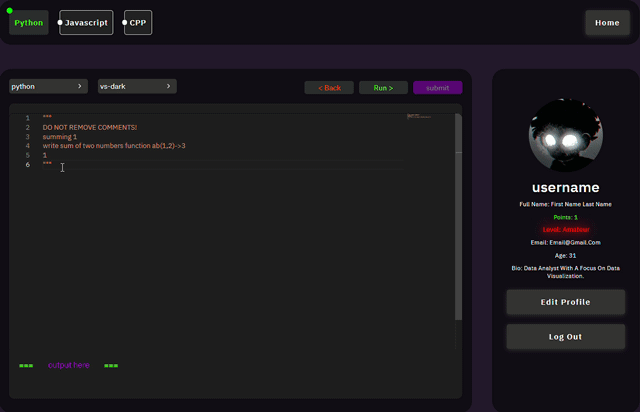 Python
Javascript
CPP
Home
python
vs-dark
< Back
Run >
submit
1 """
2 DO NOT REMOVE COMMENTS!
3 summing 1
4 write sum of two numbers function ab(1,2)->3
5 1
6 """
=== output here ===
username
Full Name: First Name Last Name
Points: 1
Level: Amateur
Email: Email@Gmail.Com
Age: 31
Bio: Data Analyst With A Focus On Data
Visualization.
Edit Profile
Log Out